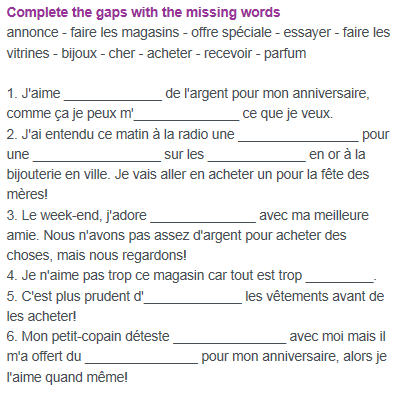 Complete the gaps with the missing words
annonce - faire les magasins - offre spéciale - essayer - faire les
vitrines - bijoux - cher - acheter - recevoir - parfum
1. J'aime ______________ de l'argent pour mon anniversaire,
comme ça je peux m'_______________ ce que je veux.
2. J'ai entendu ce matin à la radio une _________________ pour
une __________________ sur les ______________ en or à la
bijouterie en ville. Je vais aller en acheter un pour la fête des
mères!
3. Le week-end, j'adore _______________ avec ma meilleure
amie. Nous n'avons pas assez d'argent pour acheter des
choses, mais nous regardons!
4. Je n'aime pas trop ce magasin car tout est trop _________.
5. C'est plus prudent d'______________ les vêtements avant de
les acheter!
6. Mon petit-copain déteste ________________ avec moi mais il
m'a offert du ________________ pour mon anniversaire, alors je
l'aime quand même!